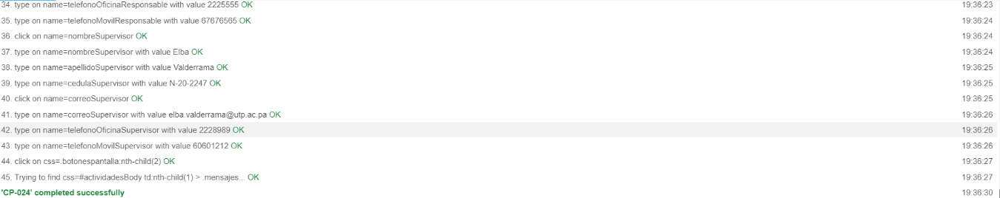 34. type on name=telefonoOficinaResponsable with value 2225555 OK 19:36:23
35. type on name=telefonoMovilResponsable with value 67676565 OK 19:36:24
36. click on name=nombreSupervisor OK 19:36:24
37. type on name=nombreSupervisor with value Elba OK 19:36:24
38. type on name=apellidoSupervisor with value Valderrama OK 19:36:25
39. type on name=cedulaSupervisor with value N-20-2247 OK 19:36:25
40. click on name=correoSupervisor OK 19:36:25
41. type on name=correoSupervisor with value elba.valderrama@utp.ac.pa OK 19:36:26
42. type on name=telefonoOficinaSupervisor with value 2228989 OK 19:36:26
43. type on name=telefonoMovilSupervisor with value 60601212 OK 19:36:26
44. click on css=.botonespantalla:nth-child(2) OK 19:36:27
45. Trying to find css=#actividadesBody td:nth-child(1) > .mensajes... OK 19:36:27
'CP-024' completed successfully 19:36:30